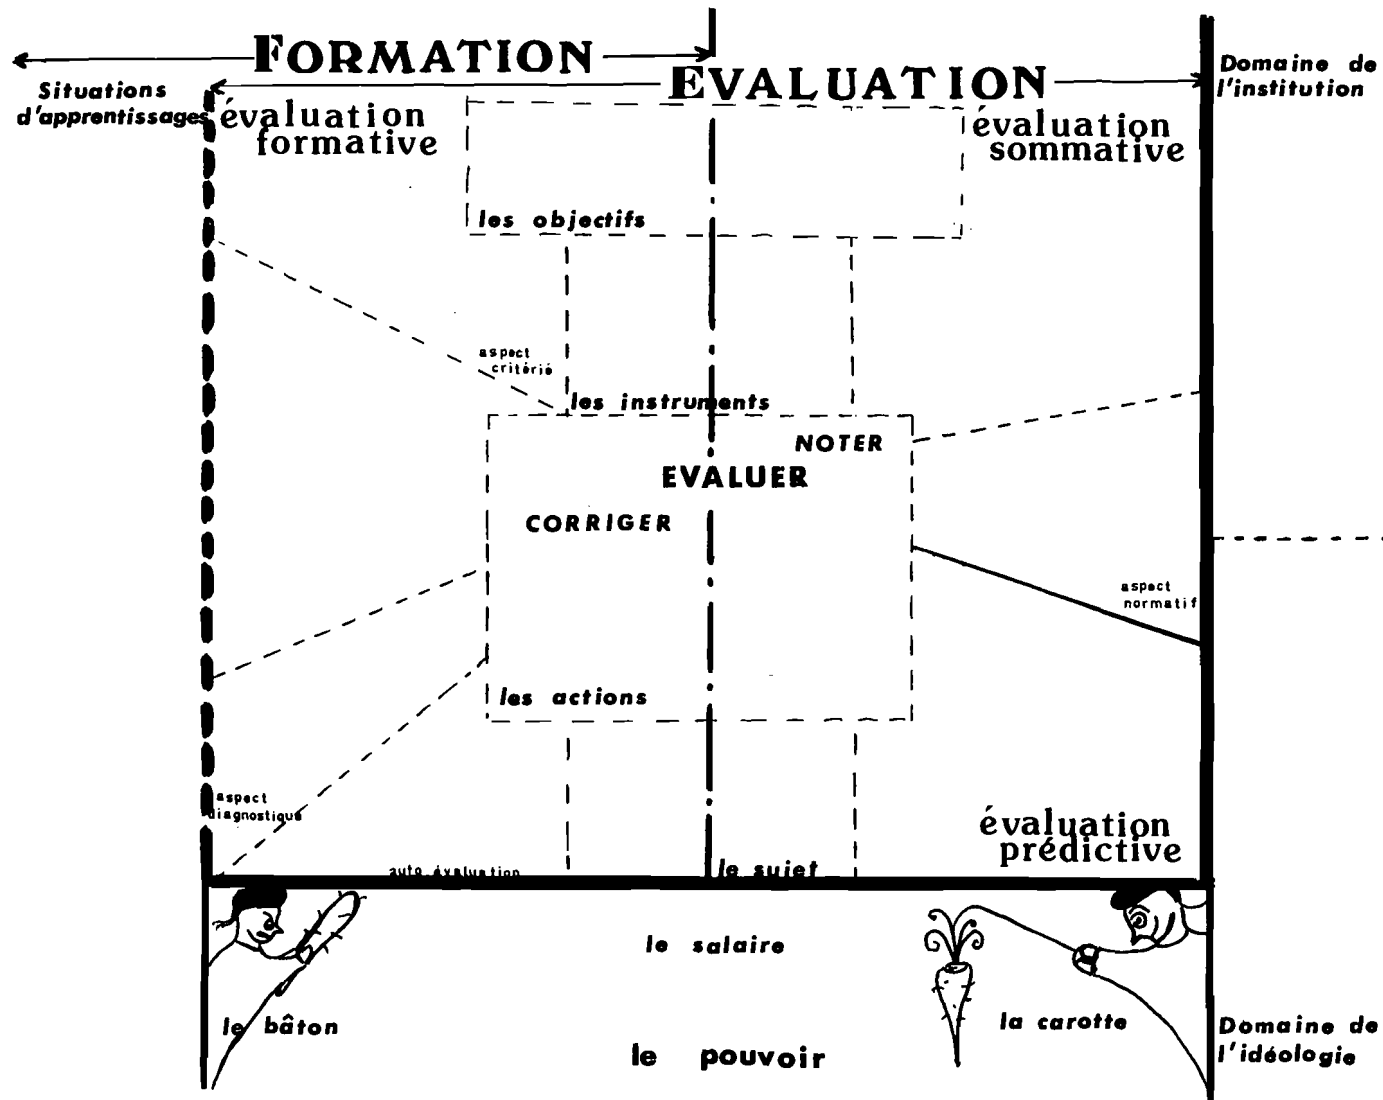 FORMATION
EVALUATION
Situations
d'apprentissages
Domaine de
l'institution
évaluation
formative
évaluation
sommative
les objectifs
aspect
critérié
les instruments
NOTER
EVALUER
CORRIGER
aspect
normatif
les actions
aspect
diagnostique
évaluation
prédictive
auto évaluation
le sujet
le salaire
le bâton
la carotte
le pouvoir
Domaine de
l'idéologie